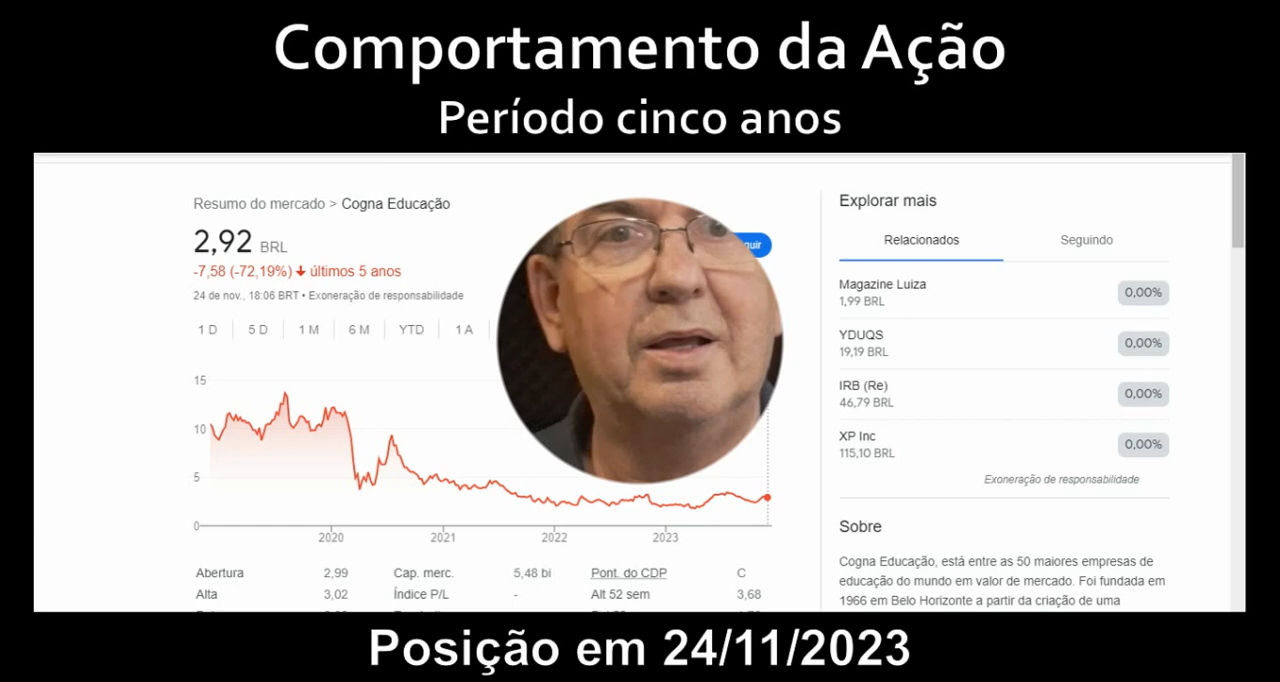 Comportamento da Ação
Período cinco anos
Resumo do mercado > Cogna Educação
2,92 BRL
-7,58 (-72,19%) ↓ últimos 5 anos
24 de nov., 18:06 BRT • Exoneração de responsabilidade
1 D 5 D 1 M 6 M YTD 1 A
15
10
5
0
2020 2021 2022 2023
Abertura 2,99 Cap. merc. 5,48 bi Pont. do CDP C
Alta 3,02 Índice P/L - Alt 52 sem 3,68
Explorar mais
Relacionados Seguindo
Magazine Luiza
1,99 BRL 0,00%
YDUQS
19,19 BRL 0,00%
IRB (Re)
46,79 BRL 0,00%
XP Inc
115,10 BRL 0,00%
Exoneração de responsabilidade
Sobre
Cogna Educação, está entre as 50 maiores empresas de
educação do mundo em valor de mercado. Foi fundada em
1966 em Belo Horizonte a partir da criação de uma
Posição em 24/11/2023